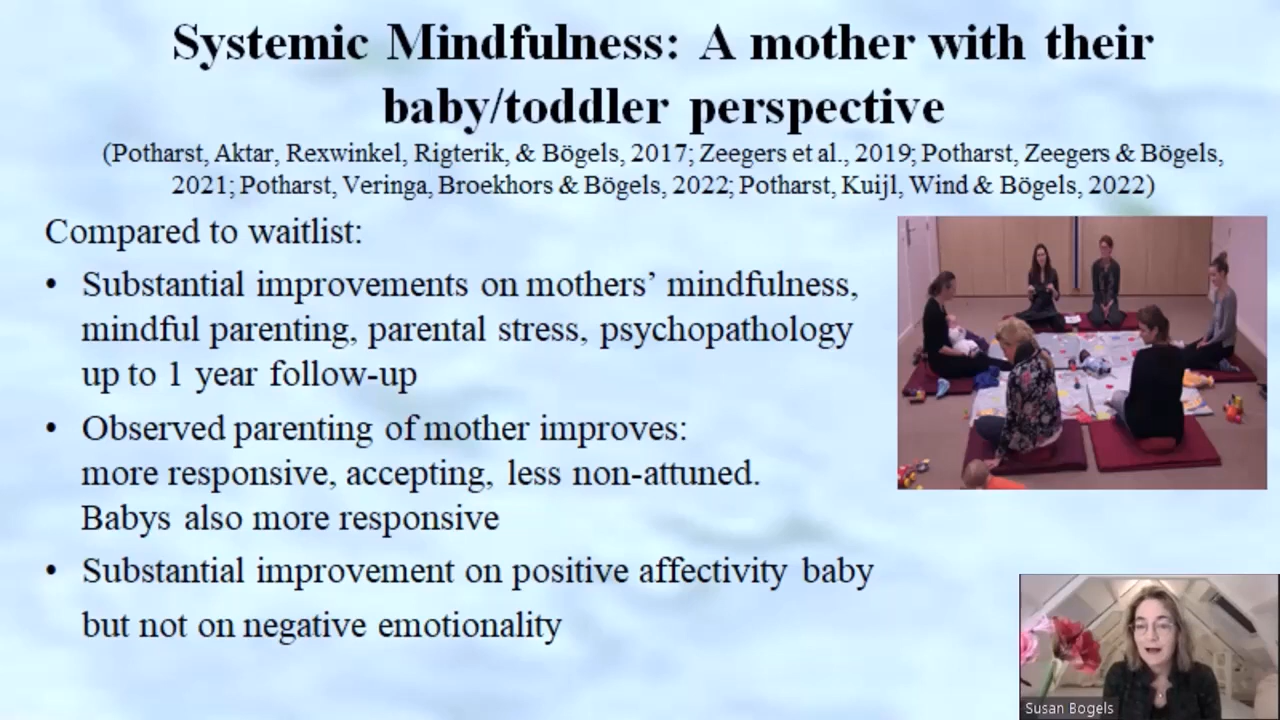 Systemic Mindfulness: A mother with their
baby/toddler perspective
(Potharst, Aktar, Rexwinkel, Rigterik, & Bögels, 2017; Zeegers et al., 2019; Potharst, Zeegers & Bögels,
2021; Potharst, Veringa, Broekhors & Bögels, 2022; Potharst, Kuijl, Wind & Bögels, 2022)
Compared to waitlist:
• Substantial improvements on mothers’ mindfulness,
mindful parenting, parental stress, psychopathology
up to 1 year follow-up
• Observed parenting of mother improves:
more responsive, accepting, less non-attuned.
Babys also more responsive
• Substantial improvement on positive affectivity baby
but not on negative emotionality
Susan Bogels